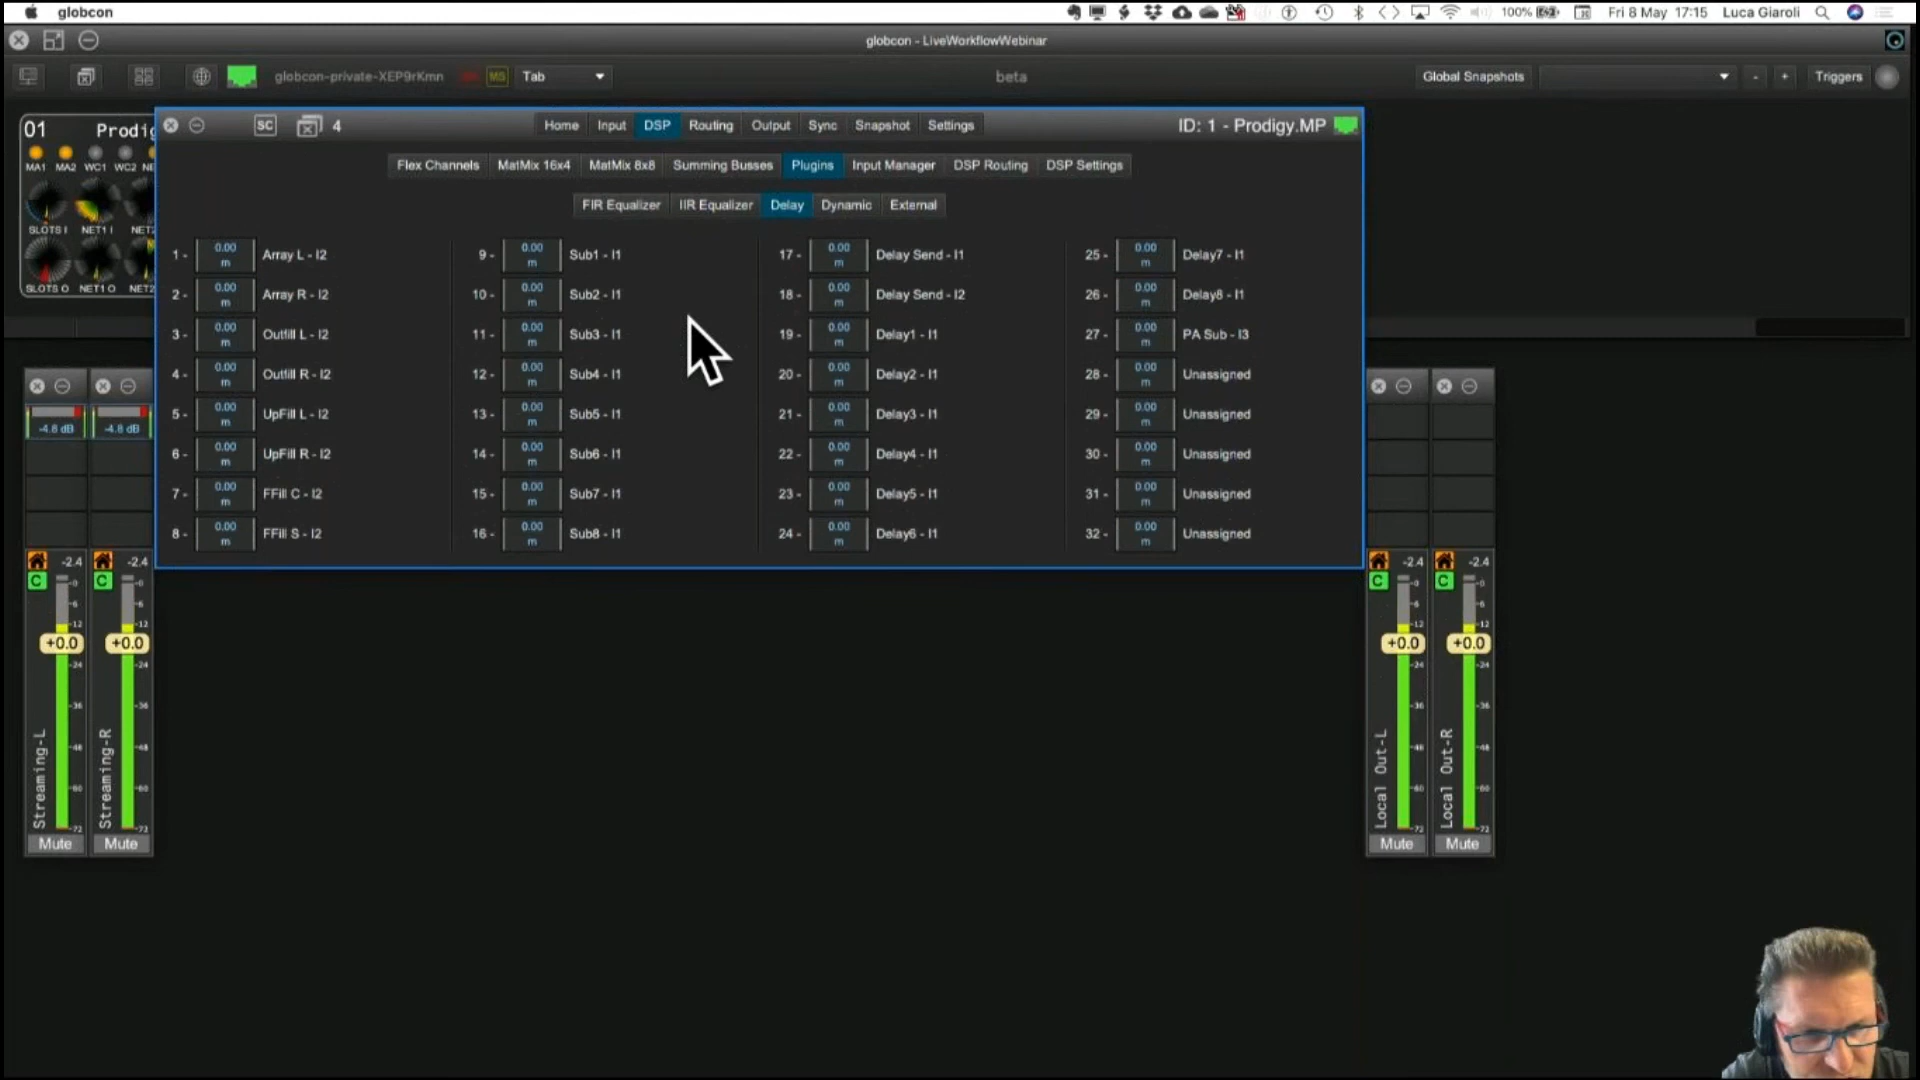 globcon
100%
Fri 8 May 17:15
Luca Giaroli
globcon - LiveWorkflowWebinar
globcon-private-XEP9rKmn
MS
Tab
beta
Global Snapshots
-
+
Triggers
01 Prodig
MA1 MA2 WC1 WC2 NE
SLOTS I NET1 I NET2
SLOTS O NET1 O NET2
SC
4
Home Input DSP Routing Output Sync Snapshot Settings
ID: 1 - Prodigy.MP
Flex Channels MatMix 16x4 MatMix 8x8 Summing Busses Plugins Input Manager DSP Routing DSP Settings
FIR Equalizer IIR Equalizer Delay Dynamic External
1 - 0.00 m Array L - I2
2 - 0.00 m Array R - I2
3 - 0.00 m Outfill L - I2
4 - 0.00 m Outfill R - I2
5 - 0.00 m UpFill L - I2
6 - 0.00 m UpFill R - I2
7 - 0.00 m FFill C - I2
8 - 0.00 m FFill S - I2
9 - 0.00 m Sub1 - I1
10 - 0.00 m Sub2 - I1
11 - 0.00 m Sub3 - I1
12 - 0.00 m Sub4 - I1
13 - 0.00 m Sub5 - I1
14 - 0.00 m Sub6 - I1
15 - 0.00 m Sub7 - I1
16 - 0.00 m Sub8 - I1
17 - 0.00 m Delay Send - I1
18 - 0.00 m Delay Send - I2
19 - 0.00 m Delay1 - I1
20 - 0.00 m Delay2 - I1
21 - 0.00 m Delay3 - I1
22 - 0.00 m Delay4 - I1
23 - 0.00 m Delay5 - I1
24 - 0.00 m Delay6 - I1
25 - 0.00 m Delay7 - I1
26 - 0.00 m Delay8 - I1
27 - 0.00 m PA Sub - I3
28 - 0.00 m Unassigned
29 - 0.00 m Unassigned
30 - 0.00 m Unassigned
31 - 0.00 m Unassigned
32 - 0.00 m Unassigned
-4.8 dB -4.8 dB
-2.4 -2.4 -2.4 -2.4
C C C C
+0.0 +0.0 +0.0 +0.0
Streaming-L
Streaming-R
Local Out-L
Local Out-R
Mute Mute Mute Mute